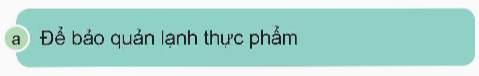 a Để bảo quản lạnh thực phẩm